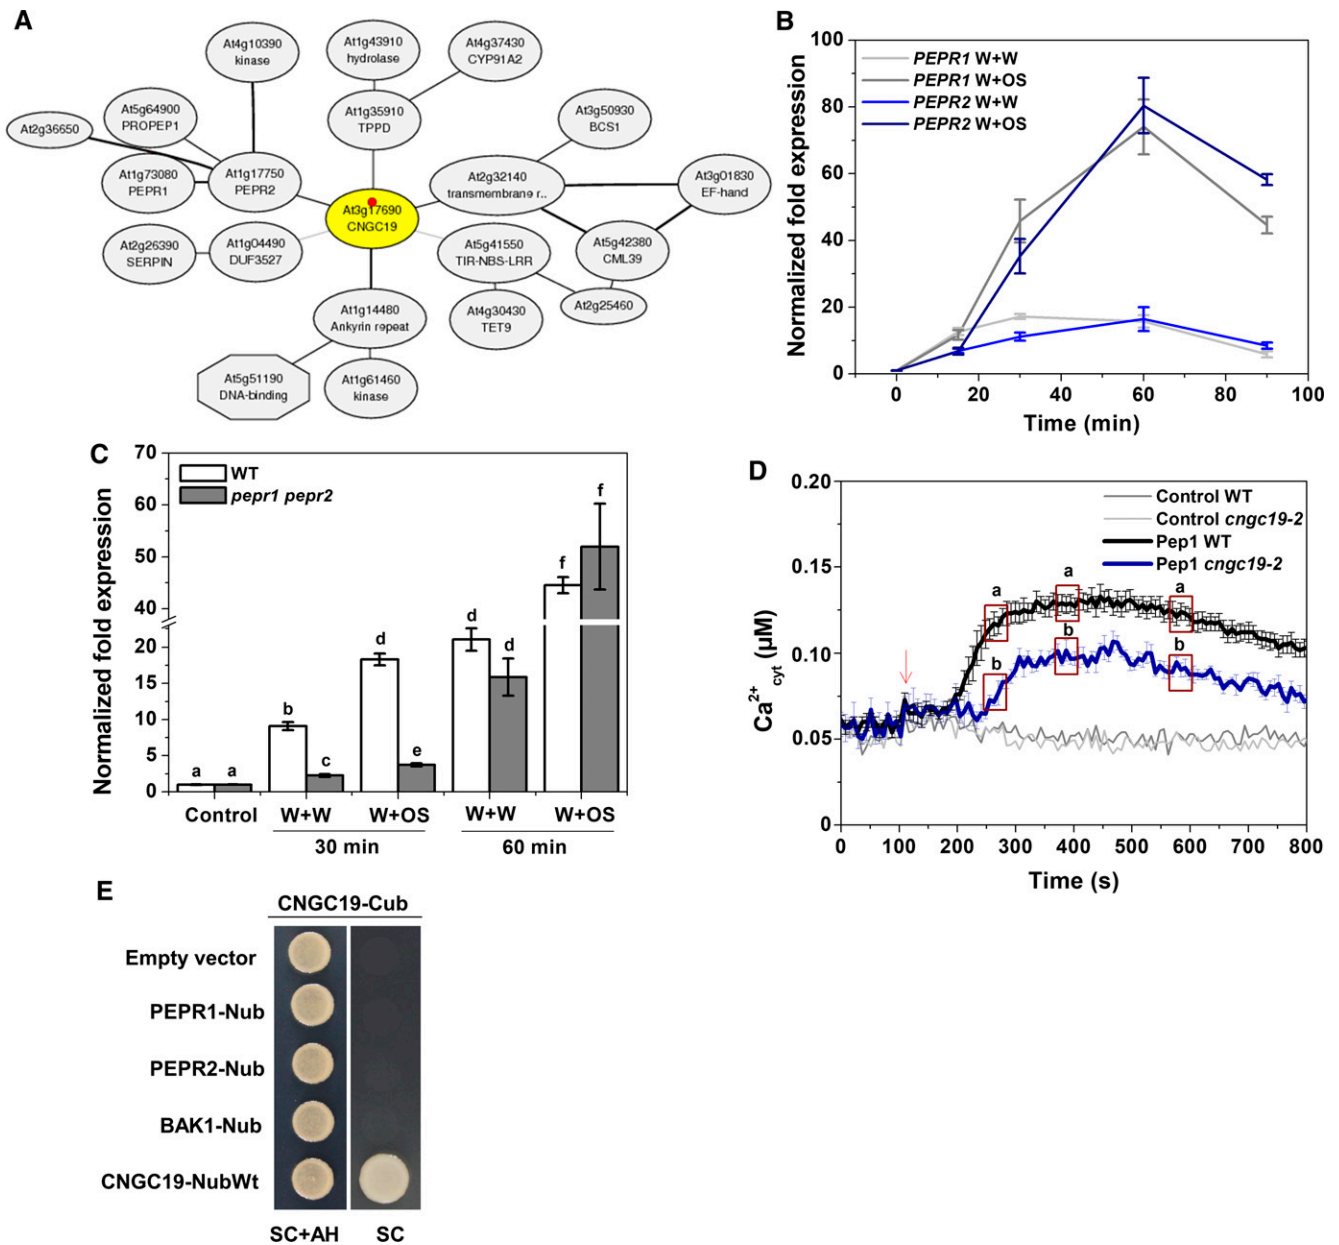 A
At4g10390
kinase
At1g43910
hydrolase
At4g37430
CYP91A2
At5g64900
PROPEP1
At1g35910
TPPD
At3g50930
BCS1
At2g36650
At1g73080
PEPR1
At1g17750
PEPR2
At2g32140
transmembrane r..
At3g01830
EF-hand
At3g17690
CNGC19
At2g26390
SERPIN
At1g04490
DUF3527
At5g41550
TIR-NBS-LRR
At5g42380
CML39
At1g14480
Ankyrin repeat
At4g30430
TET9
At2g25460
At5g51190
DNA-binding
At1g61460
kinase
B
Normalized fold expression
100
80
60
40
20
0
PEPR1 W+W
PEPR1 W+OS
PEPR2 W+W
PEPR2 W+OS
0 20 40 60 80 100
Time (min)
C
Normalized fold expression
70
60
50
40
20
15
10
5
0
WT
pepr1 pepr2
a a b c d e d d f f
Control W+W W+OS W+W W+OS
30 min 60 min
D
Ca2+cyt (µM)
0.20
0.15
0.10
0.05
0
Control WT
Control cngc19-2
Pep1 WT
Pep1 cngc19-2
a a a
b b b
0 100 200 300 400 500 600 700 800
Time (s)
E
CNGC19-Cub
Empty vector
PEPR1-Nub
PEPR2-Nub
BAK1-Nub
CNGC19-NubWt
SC+AH SC